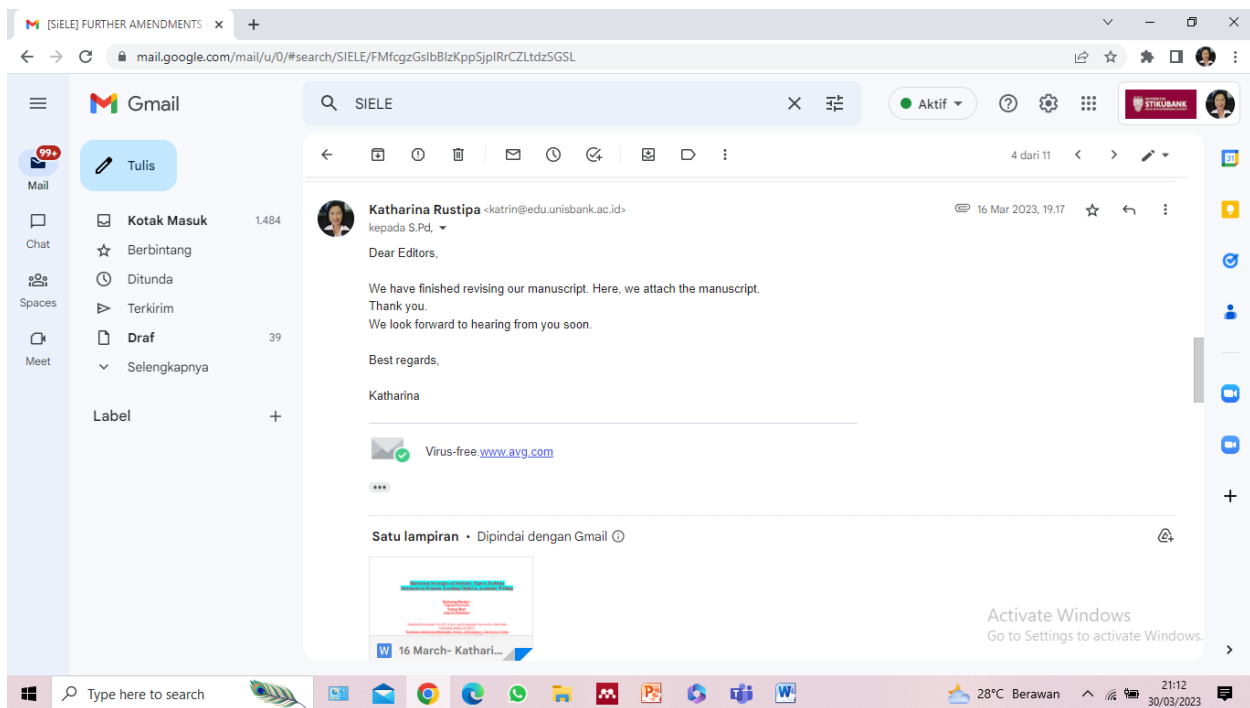 [SiELE] FURTHER AMENDMENTS
mail.google.com/mail/u/0/#search/SIELE/FMfcgzGslbBlzKppSjpIRrCZLtdzSGSL
Gmail
SIELE
Aktif
STIKUBANK
99+
Mail
Tulis
4 dari 11
31
Kotak Masuk 1.484
Berbintang
Ditunda
Terkirim
Draf 39
Selengkapnya
Label
Chat
Spaces
Meet
Katharina Rustipa <katrin@edu.unisbank.ac.id>
16 Mar 2023, 19.17
kepada S.Pd,
Dear Editors,
We have finished revising our manuscript. Here, we attach the manuscript.
Thank you.
We look forward to hearing from you soon.
Best regards,
Katharina
Virus-free.www.avg.com
Satu lampiran • Dipindai dengan Gmail
W 16 March- Kathari...
Activate Windows
Go to Settings to activate Windows.
Type here to search
28°C Berawan
21:12
30/03/2023